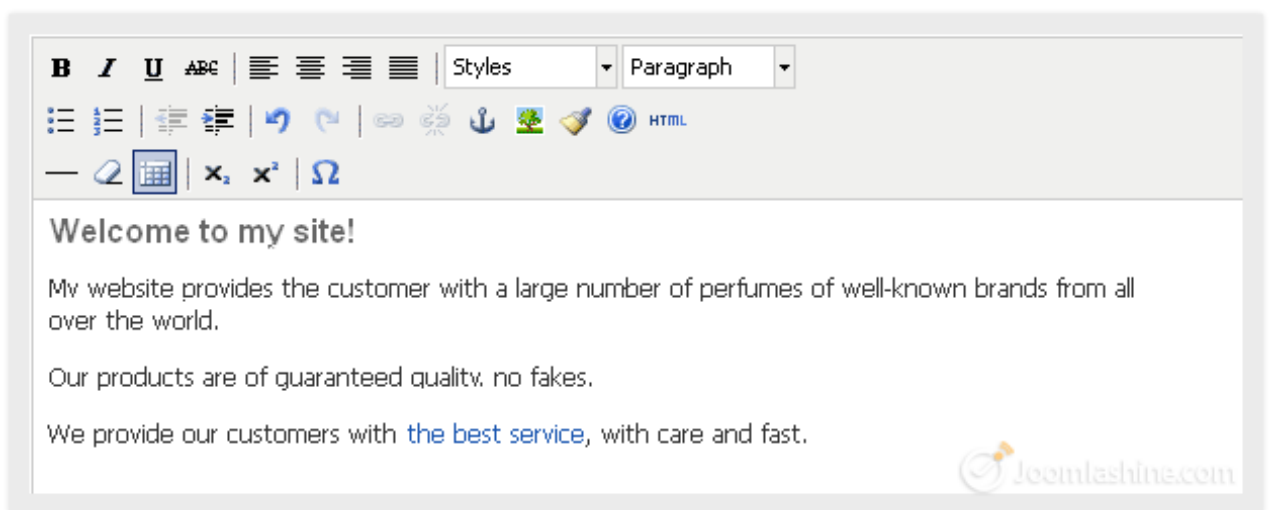 B I U ABC Styles Paragraph
HTML
x₂ x² Ω
Welcome to my site!
My website provides the customer with a large number of perfumes of well-known brands from all
over the world.
Our products are of guaranteed quality, no fakes.
We provide our customers with the best service, with care and fast.
Joomlashine.com